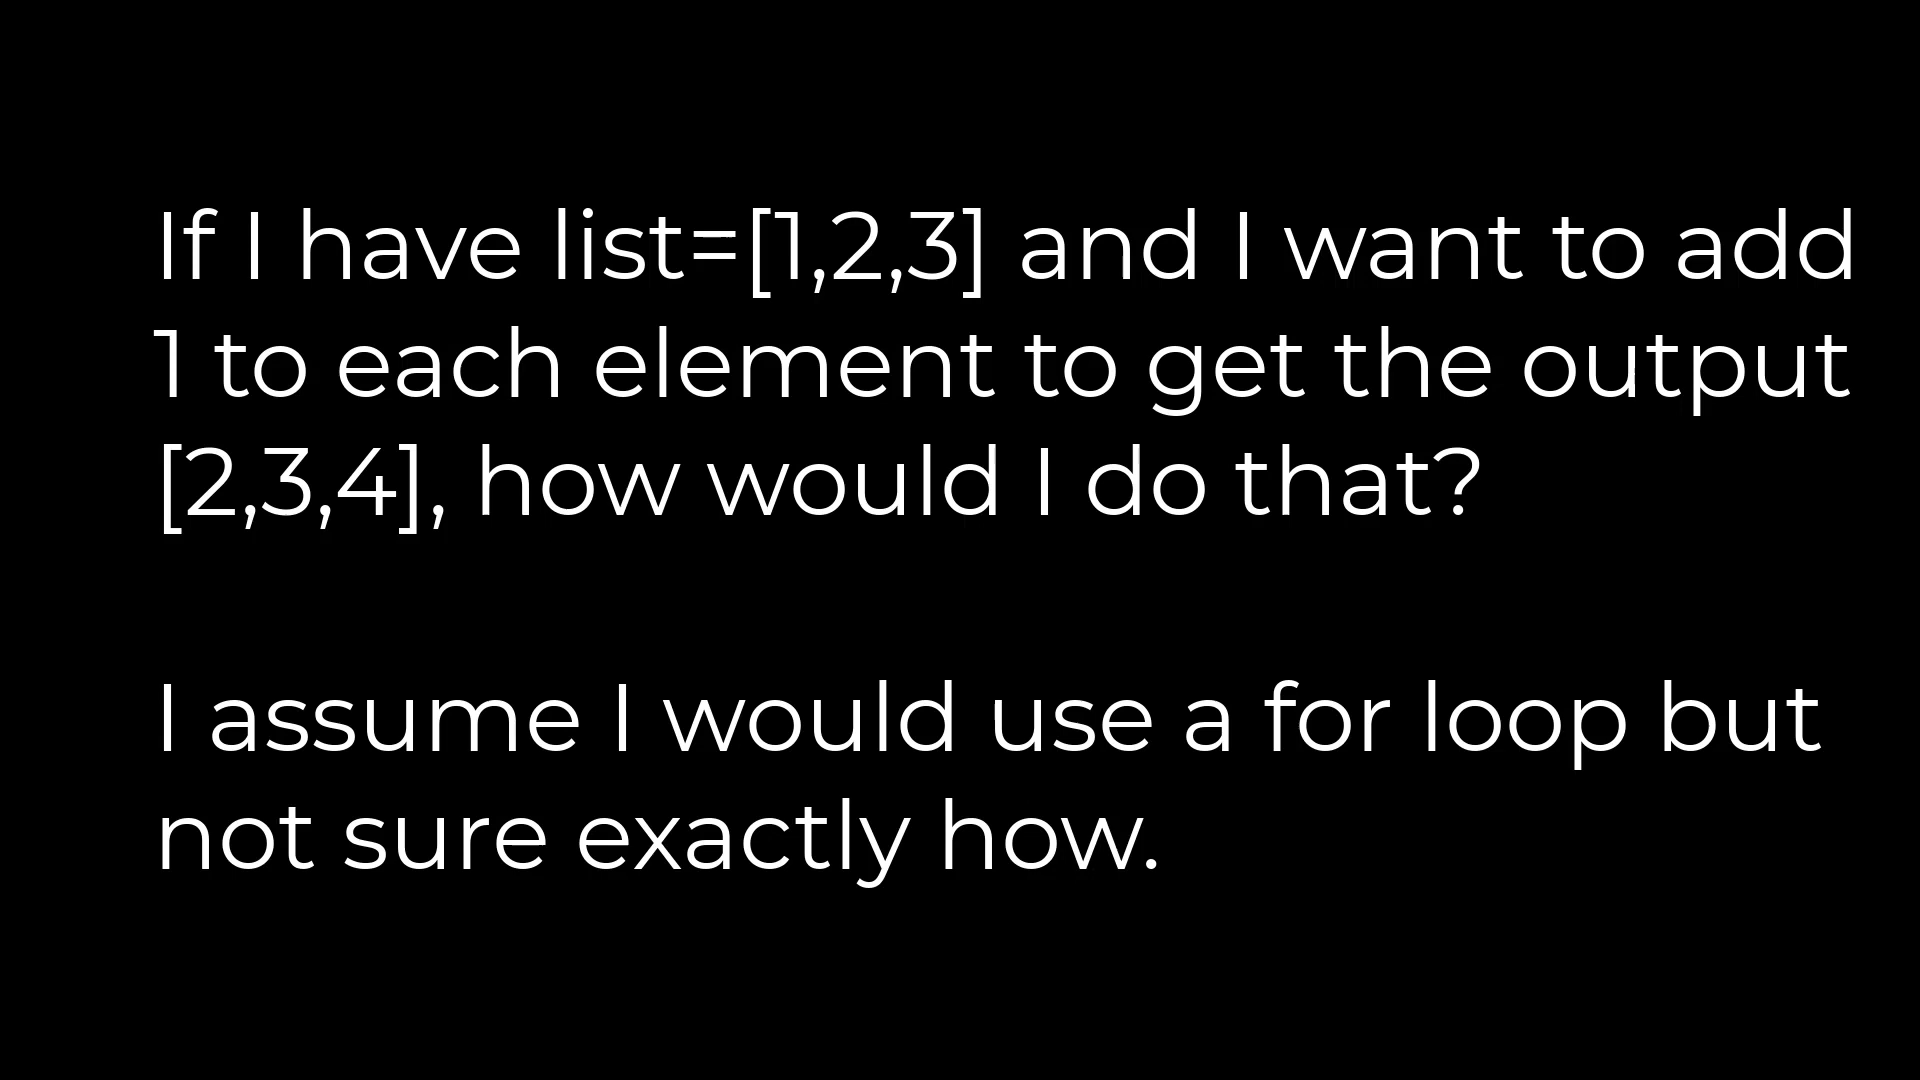 If I have list=[1,2,3] and I want to add
1 to each element to get the output
[2,3,4], how would I do that?
I assume I would use a for loop but
not sure exactly how.